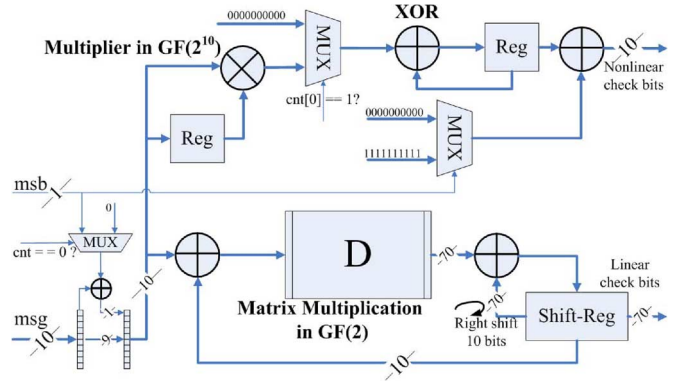 0000000000
XOR
Multiplier in GF(2¹⁰)
MUX
Reg
-10-
Nonlinear
check bits
cnt[0] == 1?
0000000000
Reg
MUX
1111111111
msb
-1-
0
cnt == 0 ?
MUX
D
-70-
-10-
Linear
check bits
Matrix Multiplication
in GF(2)
-1-
-70-
Right shift
10 bits
Shift-Reg
-70-
msg
-10-
-9-
-10-